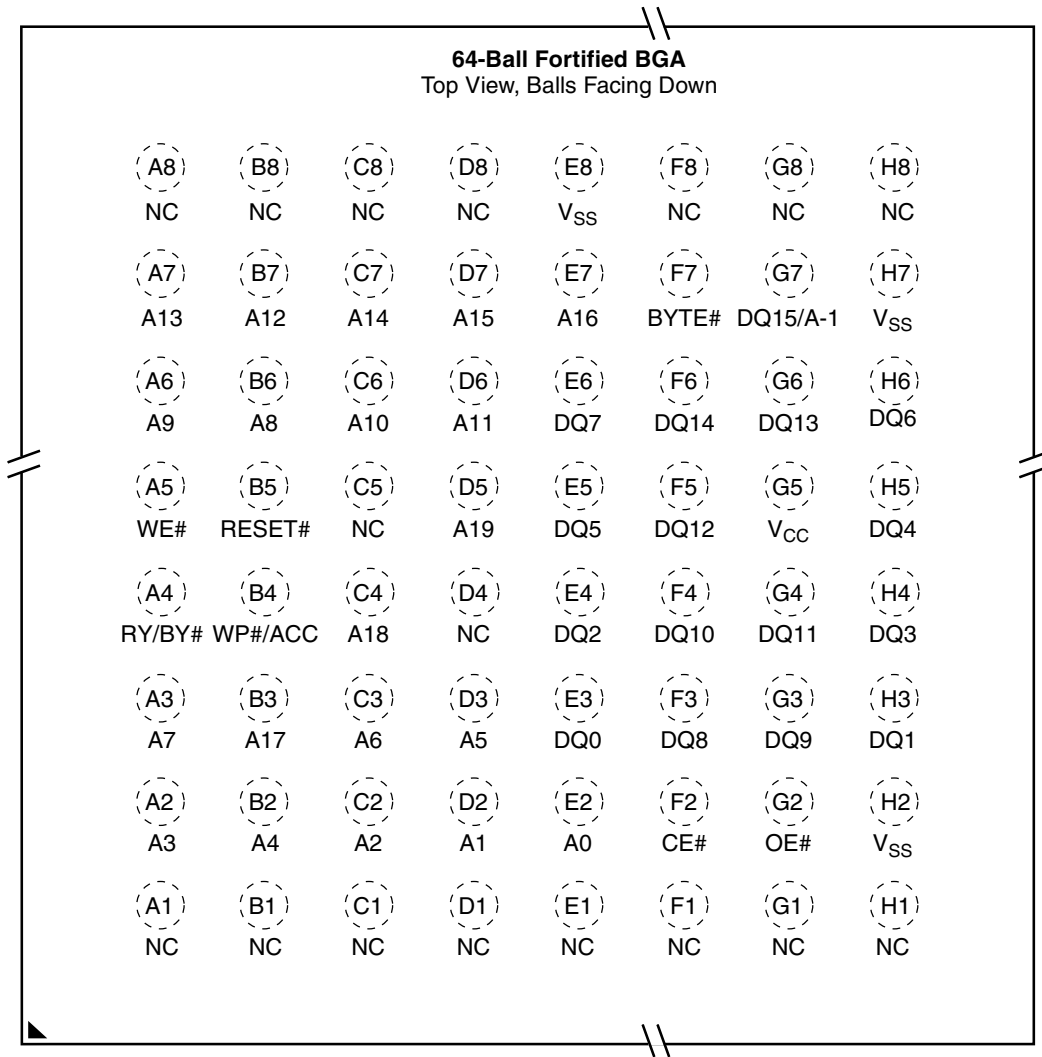 64-Ball Fortified BGA
Top View, Balls Facing Down
A8 B8 C8 D8 E8 F8 G8 H8
NC NC NC NC VSS NC NC NC
A7 B7 C7 D7 E7 F7 G7 H7
A13 A12 A14 A15 A16 BYTE# DQ15/A-1 VSS
A6 B6 C6 D6 E6 F6 G6 H6
A9 A8 A10 A11 DQ7 DQ14 DQ13 DQ6
A5 B5 C5 D5 E5 F5 G5 H5
WE# RESET# NC A19 DQ5 DQ12 VCC DQ4
A4 B4 C4 D4 E4 F4 G4 H4
RY/BY# WP#/ACC A18 NC DQ2 DQ10 DQ11 DQ3
A3 B3 C3 D3 E3 F3 G3 H3
A7 A17 A6 A5 DQ0 DQ8 DQ9 DQ1
A2 B2 C2 D2 E2 F2 G2 H2
A3 A4 A2 A1 A0 CE# OE# VSS
A1 B1 C1 D1 E1 F1 G1 H1
NC NC NC NC NC NC NC NC